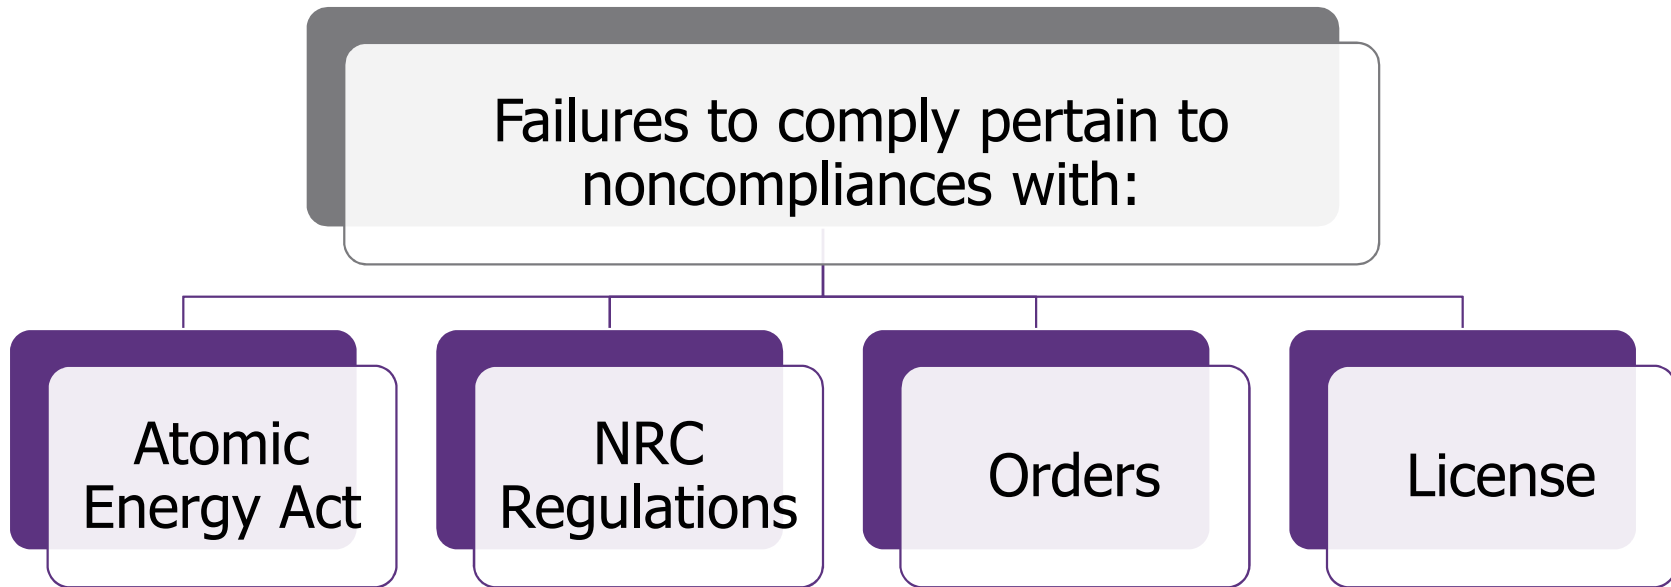 Failures to comply pertain to
noncompliances with:
Atomic
Energy Act
NRC
Regulations
Orders
License